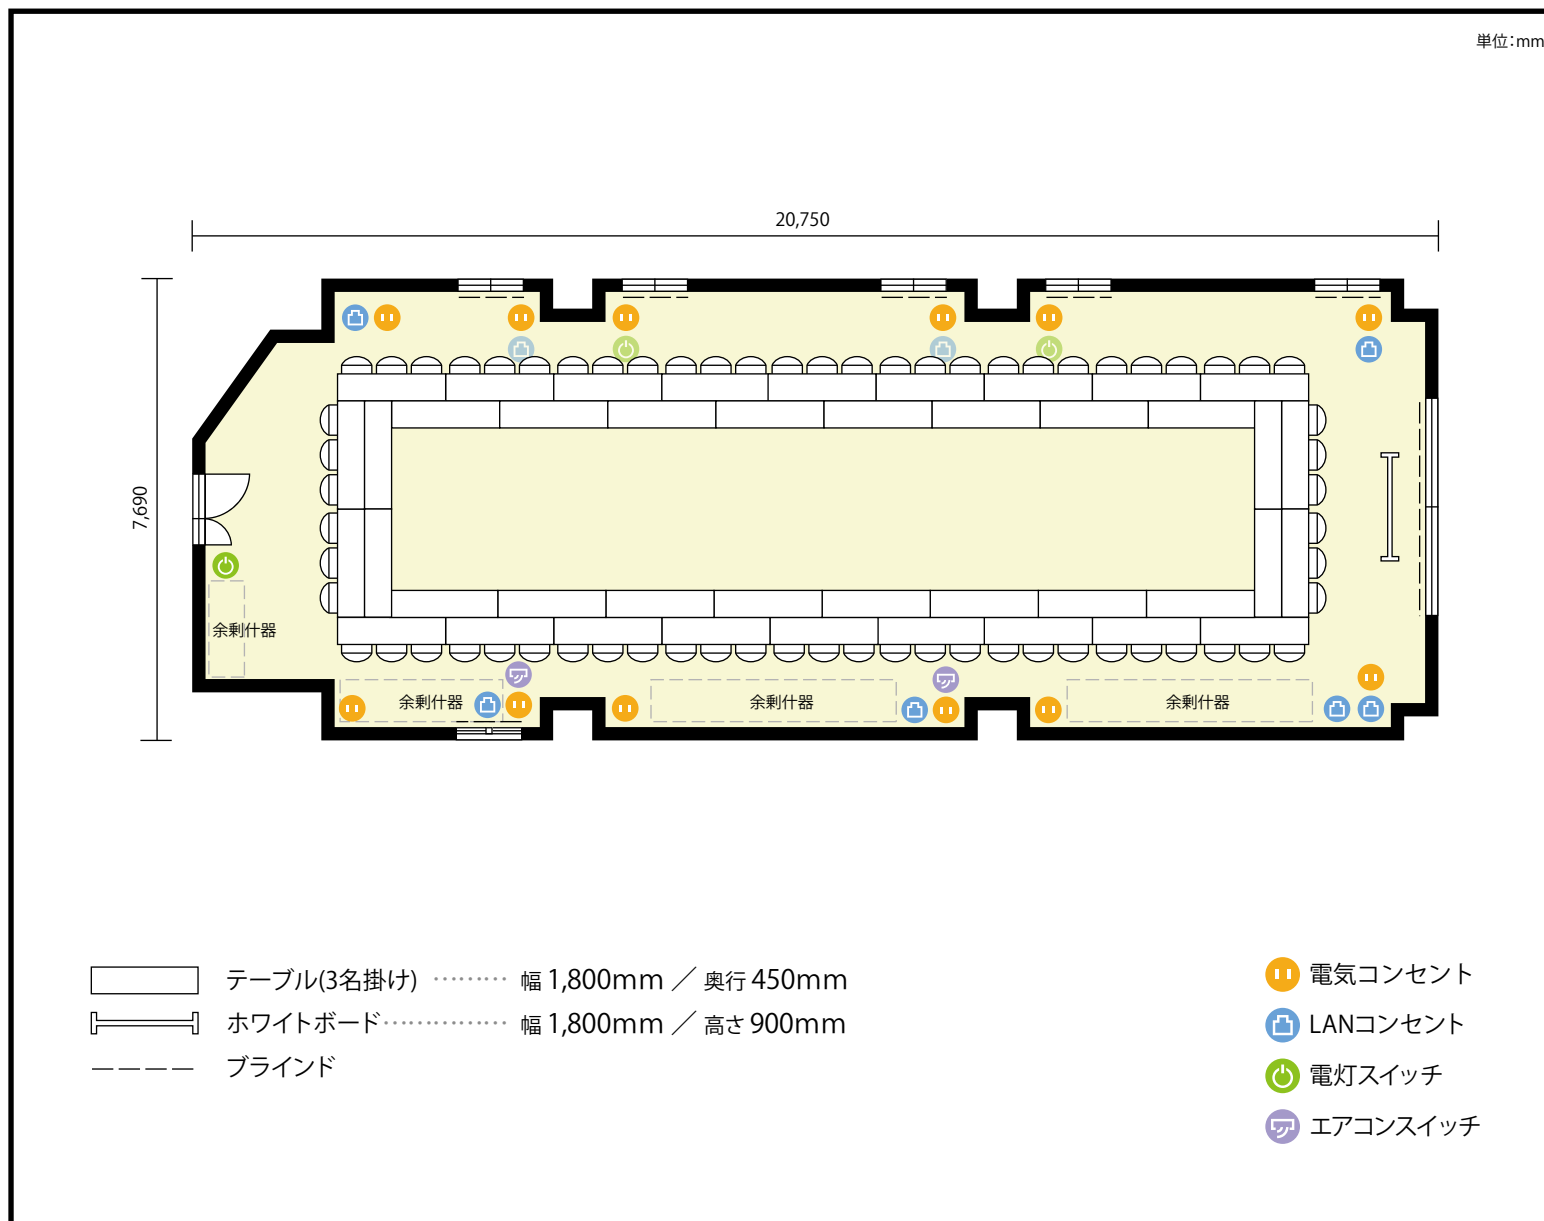 単位：mm
20,750
7,690
余剰什器
余剰什器
余剰什器
余剰什器
テーブル(3名掛け) ……… 幅 1,800mm ／ 奥行 450mm
ホワイトボード…………… 幅 1,800mm ／ 高さ 900mm
ブラインド
電気コンセント
LANコンセント
電灯スイッチ
エアコンスイッチ